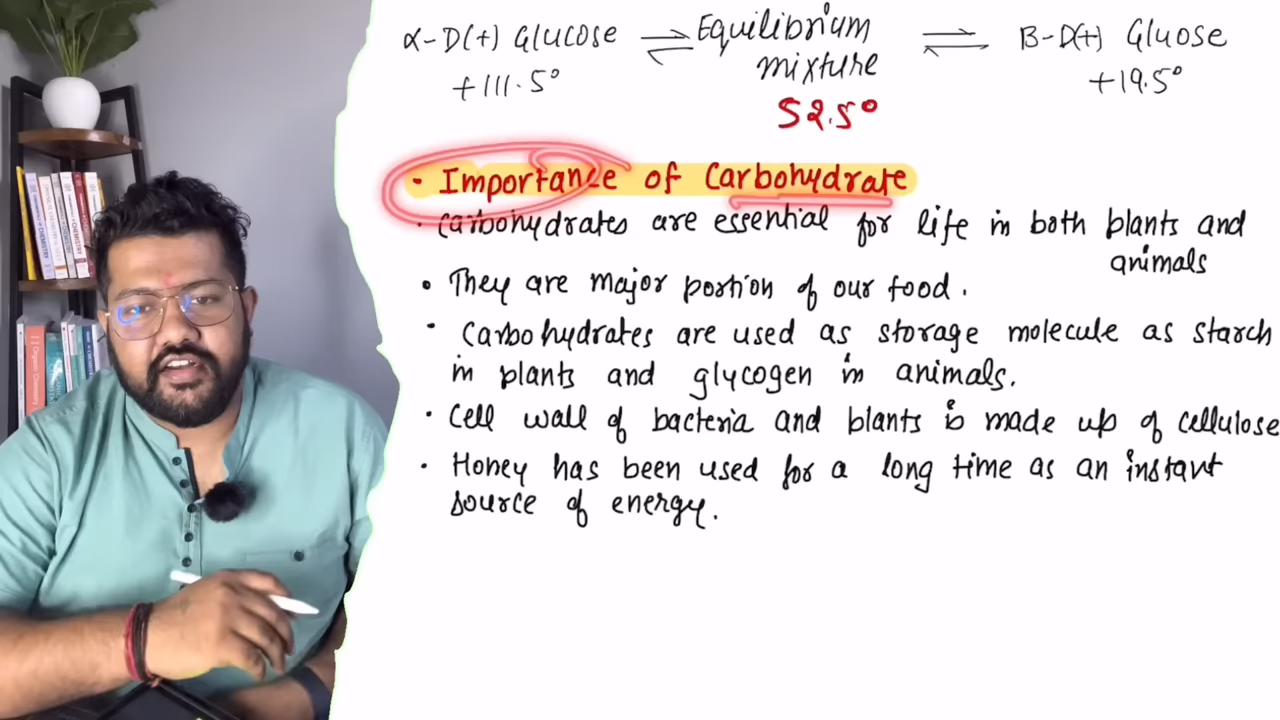 α-D(+) Glucose ⇌ Equilibrium mixture ⇌ β-D(+) Gluose
+111.5° 52.5° +19.5°
• Importance of Carbohydrate
• Carbohydrates are essential for life in both plants and
animals
• They are major portion of our food.
• Carbohydrates are used as storage molecule as starch
in plants and glycogen in animals.
• Cell wall of bacteria and plants is made up of cellulose
• Honey has been used for a long time as an instant
source of energy.